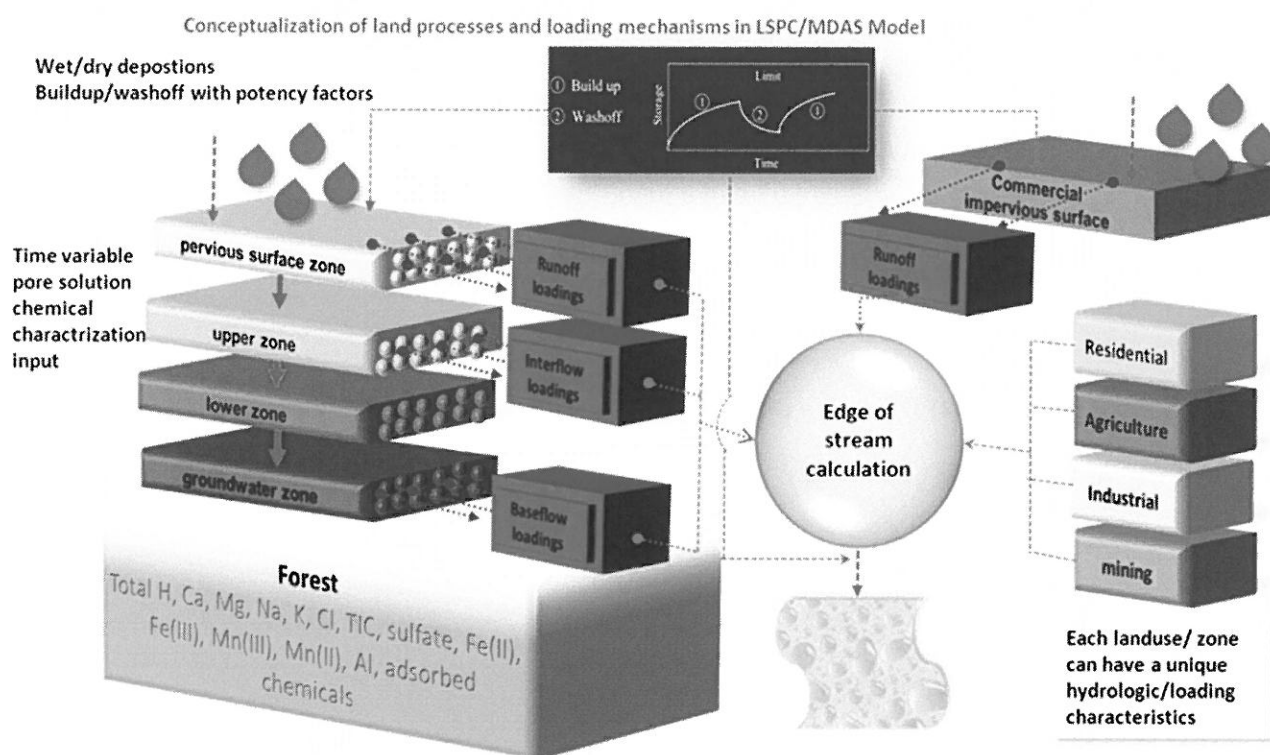 Conceptualization of land processes and loading mechanisms in LSPC/MDAS Model
Wet/dry depostions
Buildup/washoff with potency factors
① Build up
② Washoff
Storage
Limit
①
②
①
Time
Commercial
impervious surface
Time variable
pore solution
chemical
charactrization
input
pervious surface zone
upper zone
lower zone
groundwater zone
Runoff
loadings
Interflow
loadings
Baseflow
loadings
Runoff
loadings
Edge of
stream
calculation
Residential
Agriculture
Industrial
mining
Forest
Total H, Ca, Mg, Na, K, Cl, TIC, sulfate, Fe(II),
Fe(III), Mn(III), Mn(II), Al, adsorbed
chemicals
Each landuse/ zone
can have a unique
hydrologic/loading
characteristics